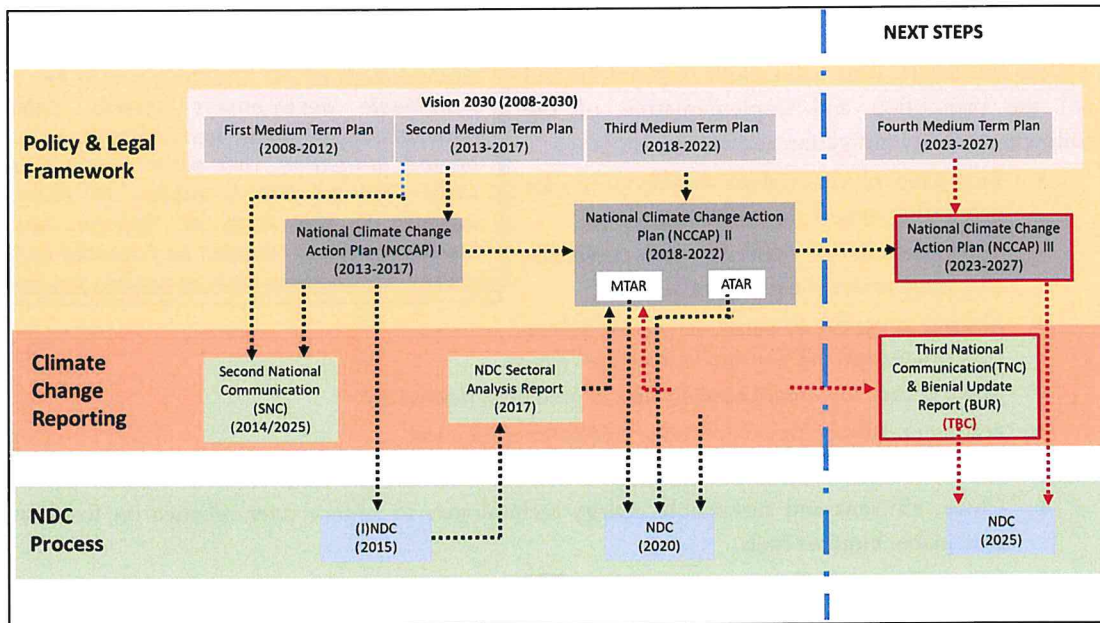 NEXT STEPS
Policy & Legal
Framework
Vision 2030 (2008-2030)
First Medium Term Plan
(2008-2012)
Second Medium Term Plan
(2013-2017)
Third Medium Term Plan
(2018-2022)
Fourth Medium Term Plan
(2023-2027)
National Climate Change
Action Plan (NCCAP) I
(2013-2017)
National Climate Change Action
Plan (NCCAP) II
(2018-2022)
MTAR
ATAR
National Climate Change
Action Plan (NCCAP) III
(2023-2027)
Climate
Change
Reporting
Second National
Communication
(SNC)
(2014/2025)
NDC Sectoral
Analysis Report
(2017)
Third National
Communication(TNC)
& Bienial Update
Report (BUR)
(TBC)
NDC
Process
(I)NDC
(2015)
NDC
(2020)
NDC
(2025)